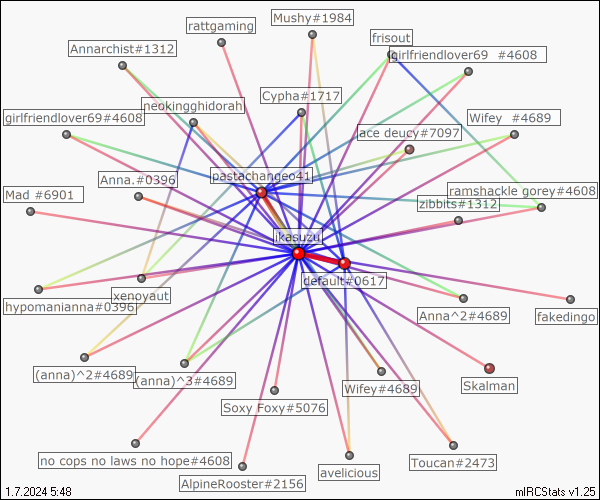 Mushy#1984
rattgaming
frisout
Annarchist#1312
girlfriendlover69 #4608
Cypha#1717
neokingghidorah
girlfriendlover69#4608
Wifey #4689
ace deucy#7097
pastachangeo41
Anna.#0396
ramshackle gorey#4608
Mad #6901
zibbits#1312
ikasuzu
default#0617
xenoyaut
hypomanianna#0396
Anna^2#4689
fakedingo
(anna)^2#4689
(anna)^3#4689
Wifey#4689
Skalman
Soxy Foxy#5076
no cops no laws no hope#4608
Toucan#2473
avelicious
AlpineRooster#2156
1.7.2024 5:48
mIRCStats v1.25